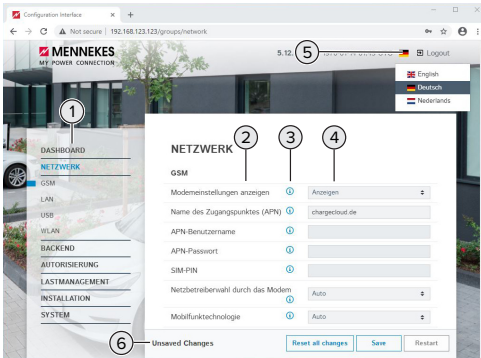 Configuration Interface
Not secure | 192.168.123.123/groups/network
MENNEKES
MY POWER CONNECTION
5.12.
5
Logout
English
Deutsch
Nederlands
1
DASHBOARD
NETZWERK
GSM
LAN
USB
WLAN
BACKEND
AUTORISIERUNG
LASTMANAGEMENT
INSTALLATION
SYSTEM
NETZWERK
2
3
4
GSM
Modemeinstellungen anzeigen
Anzeigen
Name des Zugangspunktes (APN)
chargecloud.de
APN-Benutzername
APN-Passwort
SIM-PIN
Netzbetreiberwahl durch das Modem
Auto
Mobilfunktechnologie
Auto
6
Unsaved Changes
Reset all changes
Save
Restart